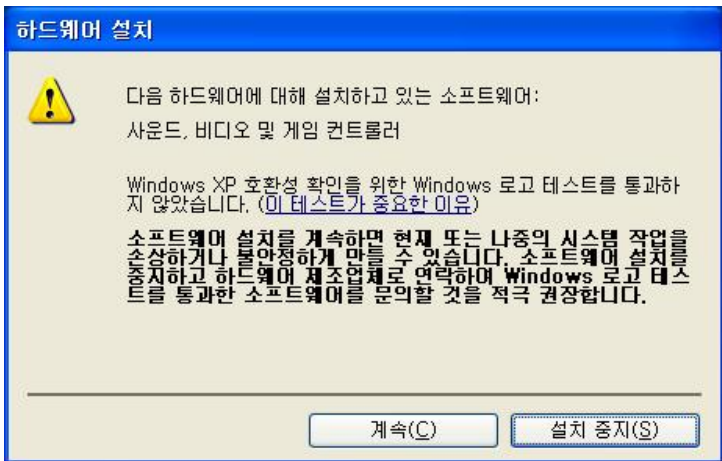 하드웨어 설치
다음 하드웨어에 대해 설치하고 있는 소프트웨어:
사운드, 비디오 및 게임 컨트롤러
Windows XP 호환성 확인을 위한 Windows 로고 테스트를 통과하
지 않았습니다. (이 테스트가 중요한 이유)
소프트웨어 설치를 계속하면 현재 또는 나중의 시스템 작업을
손상하거나 불안정하게 만들 수 있습니다. 소프트웨어 설치를
중지하고 하드웨어 제조업체로 연락하여 Windows 로고 테스
트를 통과한 소프트웨어를 문의할 것을 적극 권장합니다.
계속(C)
설치 중지(S)